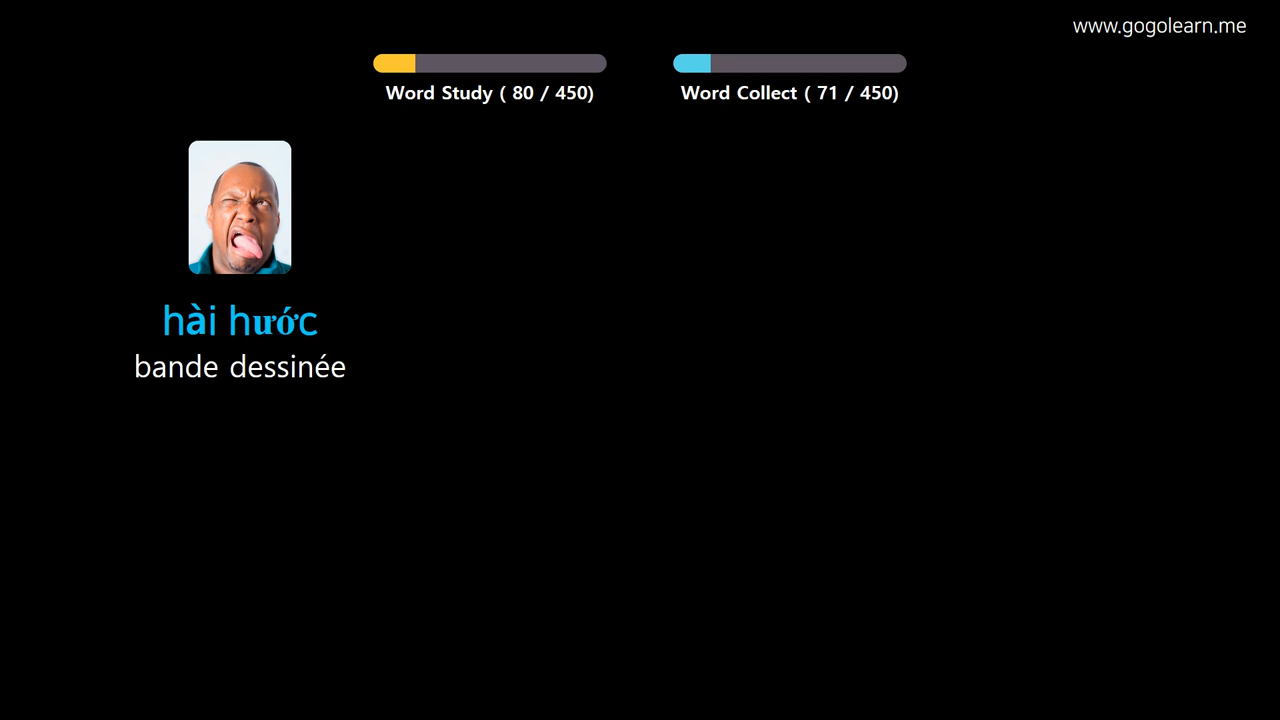 www.gogolearn.me
Word Study ( 80 / 450)
Word Collect ( 71 / 450)
hài hước
bande dessinée